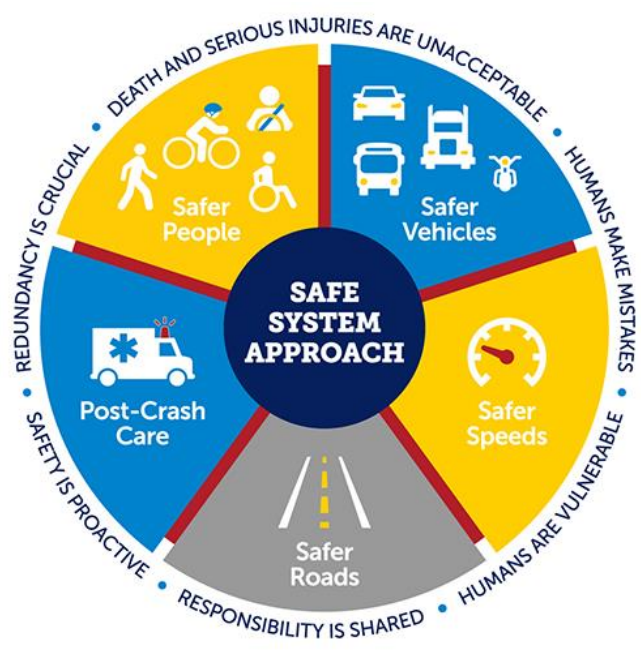 DEATH AND SERIOUS INJURIES ARE UNACCEPTABLE
HUMANS MAKE MISTAKES
HUMANS ARE VULNERABLE
RESPONSIBILITY IS SHARED
SAFETY IS PROACTIVE
REDUNDANCY IS CRUCIAL
Safer
People
Safer
Vehicles
SAFE
SYSTEM
APPROACH
Post-Crash
Care
Safer
Speeds
Safer
Roads